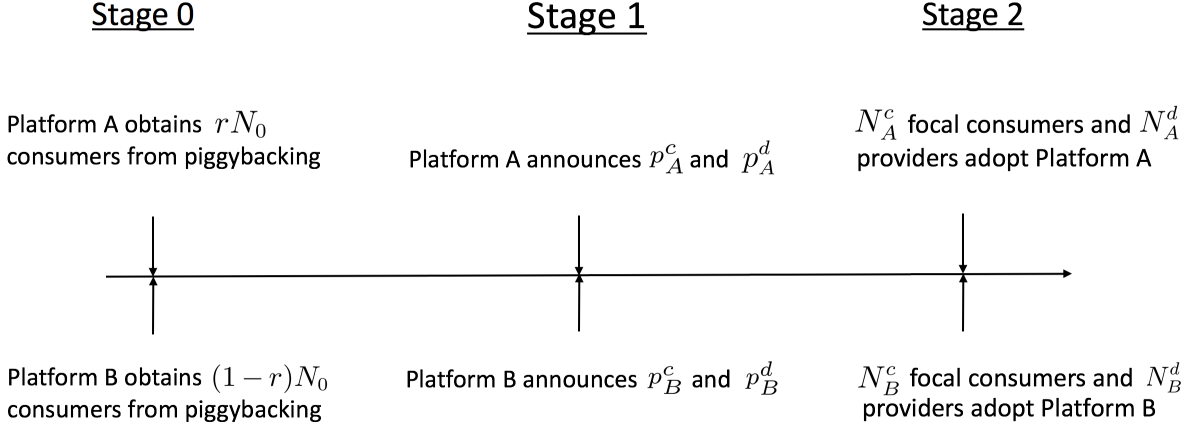 Stage 0
Stage 1
Stage 2
Platform A obtains $rN_0$
consumers from piggybacking
Platform A announces $p_A^c$ and $p_A^d$
$N_A^c$ focal consumers and $N_A^d$
providers adopt Platform A
Platform B obtains $(1-r)N_0$
consumers from piggybacking
Platform B announces $p_B^c$ and $p_B^d$
$N_B^c$ focal consumers and $N_B^d$
providers adopt Platform B